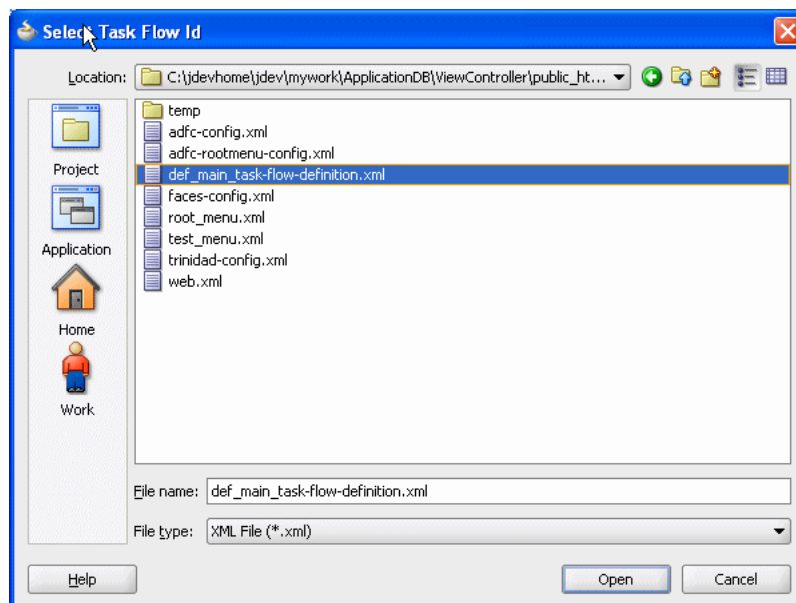 Select Task Flow Id
Location: C:\jdevhome\jdev\mywork\ApplicationDB\ViewController\public_ht...
Project
Application
Home
Work
temp
adfc-config.xml
adfc-rootmenu-config.xml
def_main_task-flow-definition.xml
faces-config.xml
root_menu.xml
test_menu.xml
trinidad-config.xml
web.xml
File name: def_main_task-flow-definition.xml
File type: XML File (*.xml)
Help Open Cancel